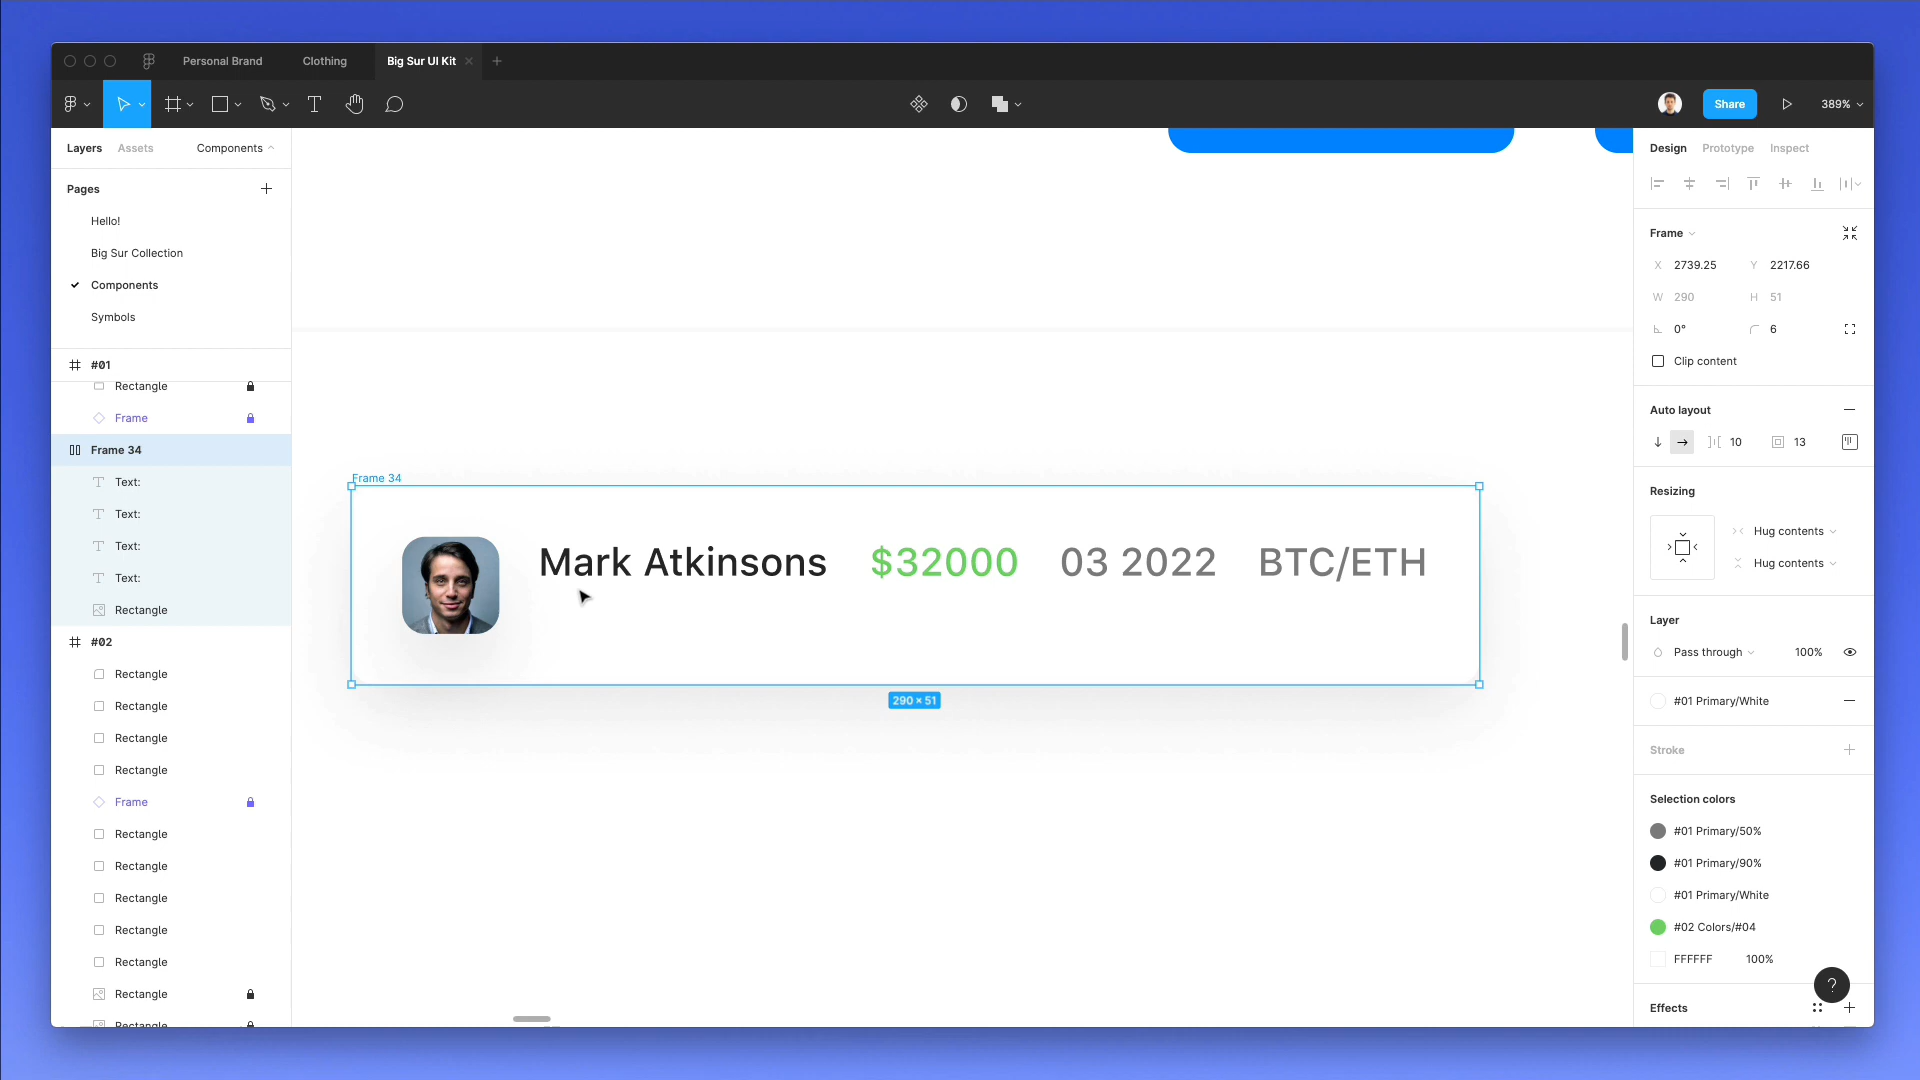 Personal Brand
Clothing
Big Sur UI Kit
Share
389%
Layers
Assets
Components
Pages
Hello!
Big Sur Collection
Components
Symbols
#01
Rectangle
Frame
Frame 34
Text:
Text:
Text:
Text:
Rectangle
#02
Rectangle
Rectangle
Rectangle
Rectangle
Frame
Rectangle
Rectangle
Rectangle
Rectangle
Rectangle
Rectangle
Rectangle
Frame 34
Mark Atkinsons $32000 03 2022 BTC/ETH
290 × 51
Design Prototype Inspect
Frame
X 2739.25 Y 2217.66
W 290 H 51
0° 6
Clip content
Auto layout
10 13
Resizing
Hug contents
Hug contents
Layer
Pass through 100%
#01 Primary/White
Stroke
Selection colors
#01 Primary/50%
#01 Primary/90%
#01 Primary/White
#02 Colors/#04
FFFFFF 100%
?
Effects